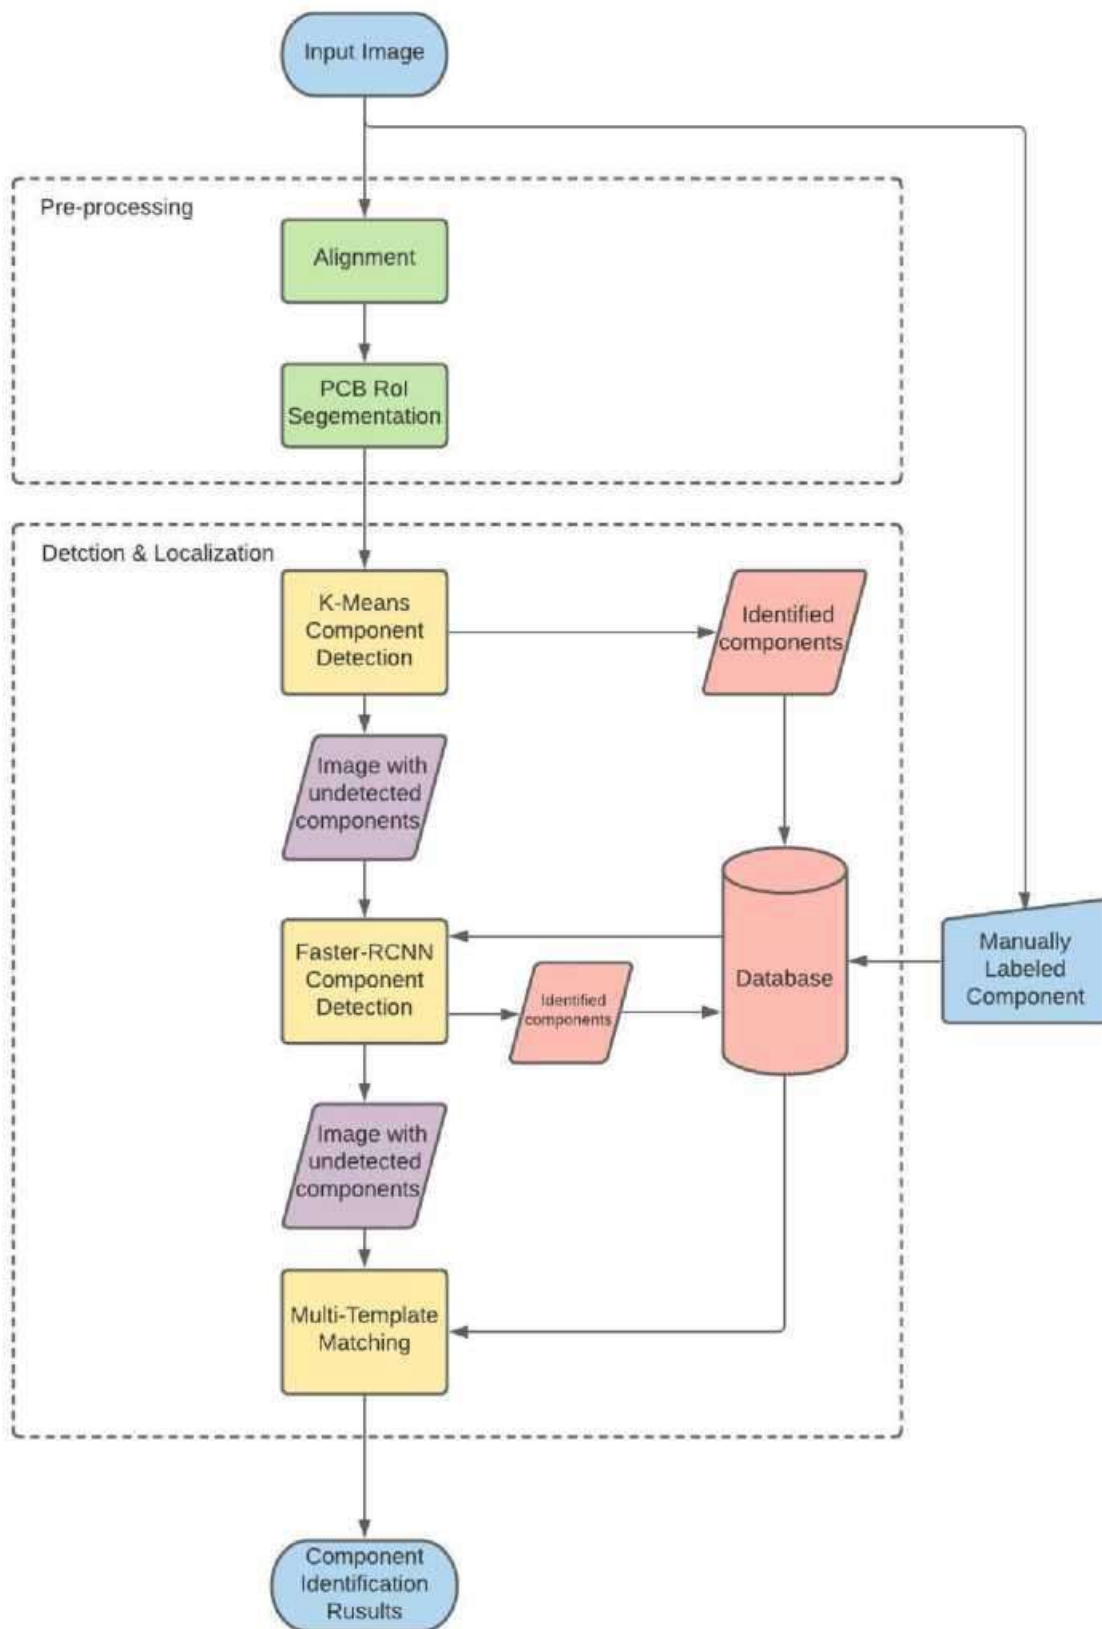 Input Image
Pre-processing
Alignment
PCB RoI
Segementation
Detction & Localization
K-Means
Component
Detection
Identified
components
Image with
undetected
components
Faster-RCNN
Component
Detection
Identified
components
Database
Manually
Labeled
Component
Image with
undetected
components
Multi-Template
Matching
Component
Identification
Rusults